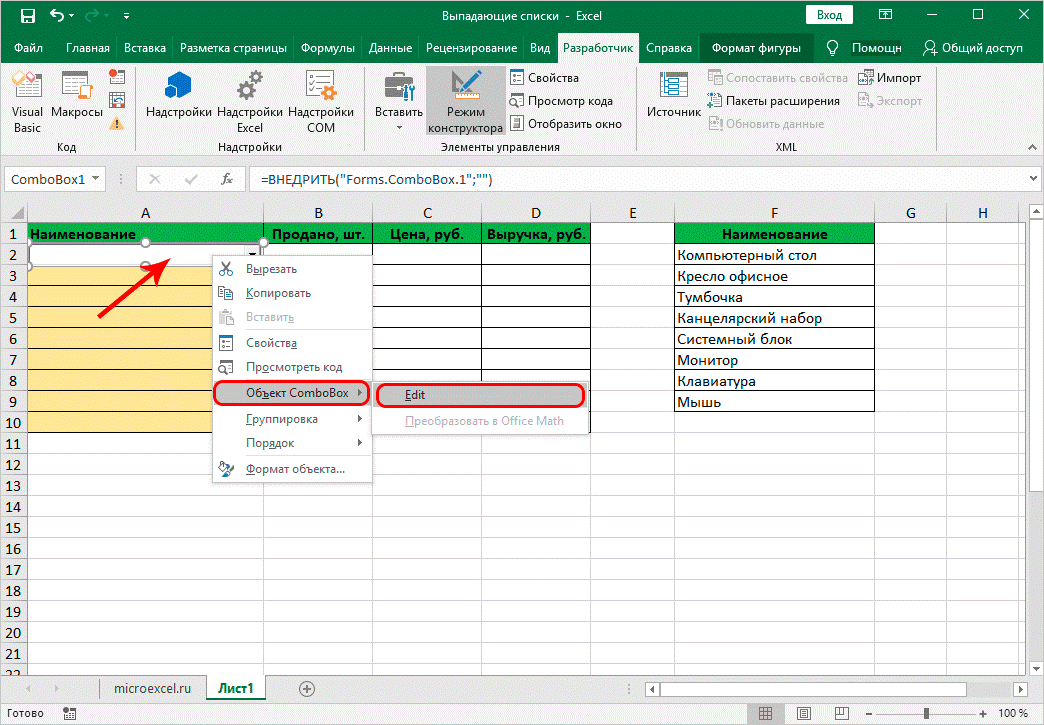 Выпадающие списки - Excel
Вход
Файл Главная Вставка Разметка страницы Формулы Данные Рецензирование Вид Разработчик Справка Формат фигуры Помощн Общий доступ
Visual Basic
Макросы
Код
Надстройки
Надстройки Excel
Надстройки COM
Надстройки
Вставить
Режим конструктора
Свойства
Просмотр кода
Отобразить окно
Элементы управления
Источник
Сопоставить свойства
Пакеты расширения
Обновить данные
Импорт
Экспорт
XML
ComboBox1 fx =ВНЕДРИТЬ("Forms.ComboBox.1";"")
A B C D E F G H
1 Наименование Продано, шт. Цена, руб. Выручка, руб. Наименование
2 Компьютерный стол
3 Кресло офисное
4 Тумбочка
5 Канцелярский набор
6 Системный блок
7 Монитор
8 Клавиатура
9 Мышь
10
11
12
13
14
15
16
17
18
19
20
21
22
Вырезать
Копировать
Вставить
Свойства
Просмотреть код
Объект ComboBox
Группировка
Порядок
Формат объекта...
Edit
Преобразовать в Office Math
microexcel.ru Лист1
Готово 100 %